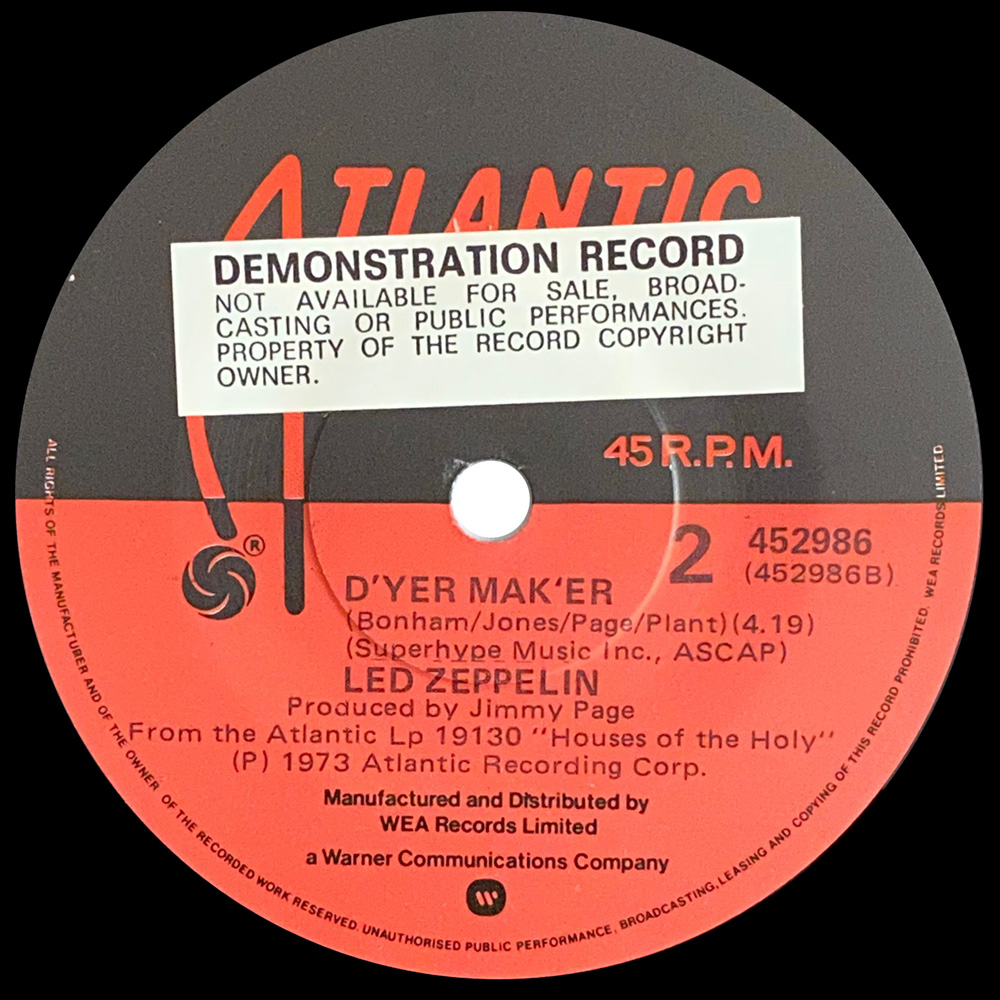 ATLANTIC
DEMONSTRATION RECORD
NOT AVAILABLE FOR SALE, BROAD-
CASTING OR PUBLIC PERFORMANCES.
PROPERTY OF THE RECORD COPYRIGHT
OWNER.
45 R.P.M.
®
2
452986
(452986B)
D'YER MAK'ER
(Bonham/Jones/Page/Plant) (4.19)
(Superhype Music Inc., ASCAP)
LED ZEPPELIN
Produced by Jimmy Page
From the Atlantic Lp 19130 "Houses of the Holy"
(P) 1973 Atlantic Recording Corp.
Manufactured and Distributed by
WEA Records Limited
a Warner Communications Company
ALL RIGHTS OF THE MANUFACTURER AND OF THE OWNER OF THE RECORDED WORK RESERVED. UNAUTHORISED PUBLIC PERFORMANCE, BROADCASTING, LEASING AND COPYING OF THIS RECORD PROHIBITED. WEA RECORDS LIMITED